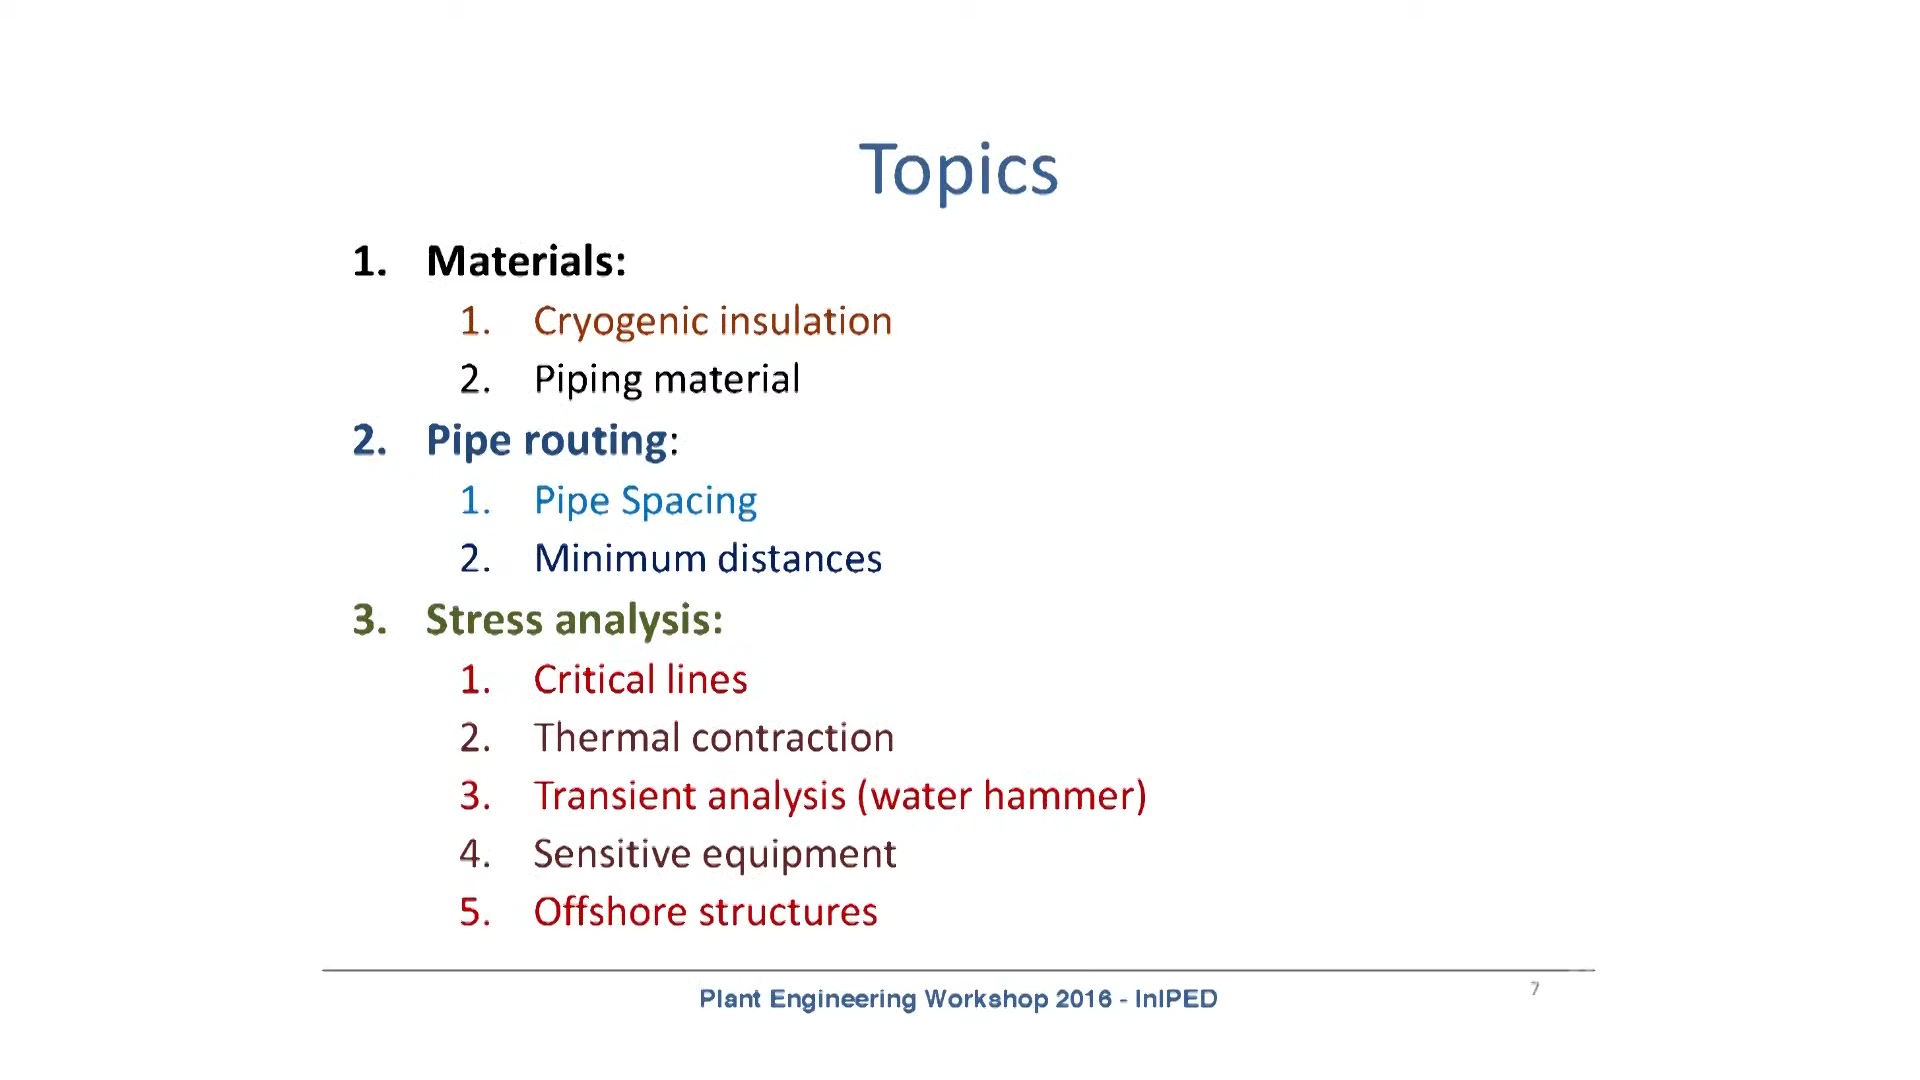 Topics
1. Materials:
1. Cryogenic insulation
2. Piping material
2. Pipe routing:
1. Pipe Spacing
2. Minimum distances
3. Stress analysis:
1. Critical lines
2. Thermal contraction
3. Transient analysis (water hammer)
4. Sensitive equipment
5. Offshore structures
Plant Engineering Workshop 2016 - InIPED
7